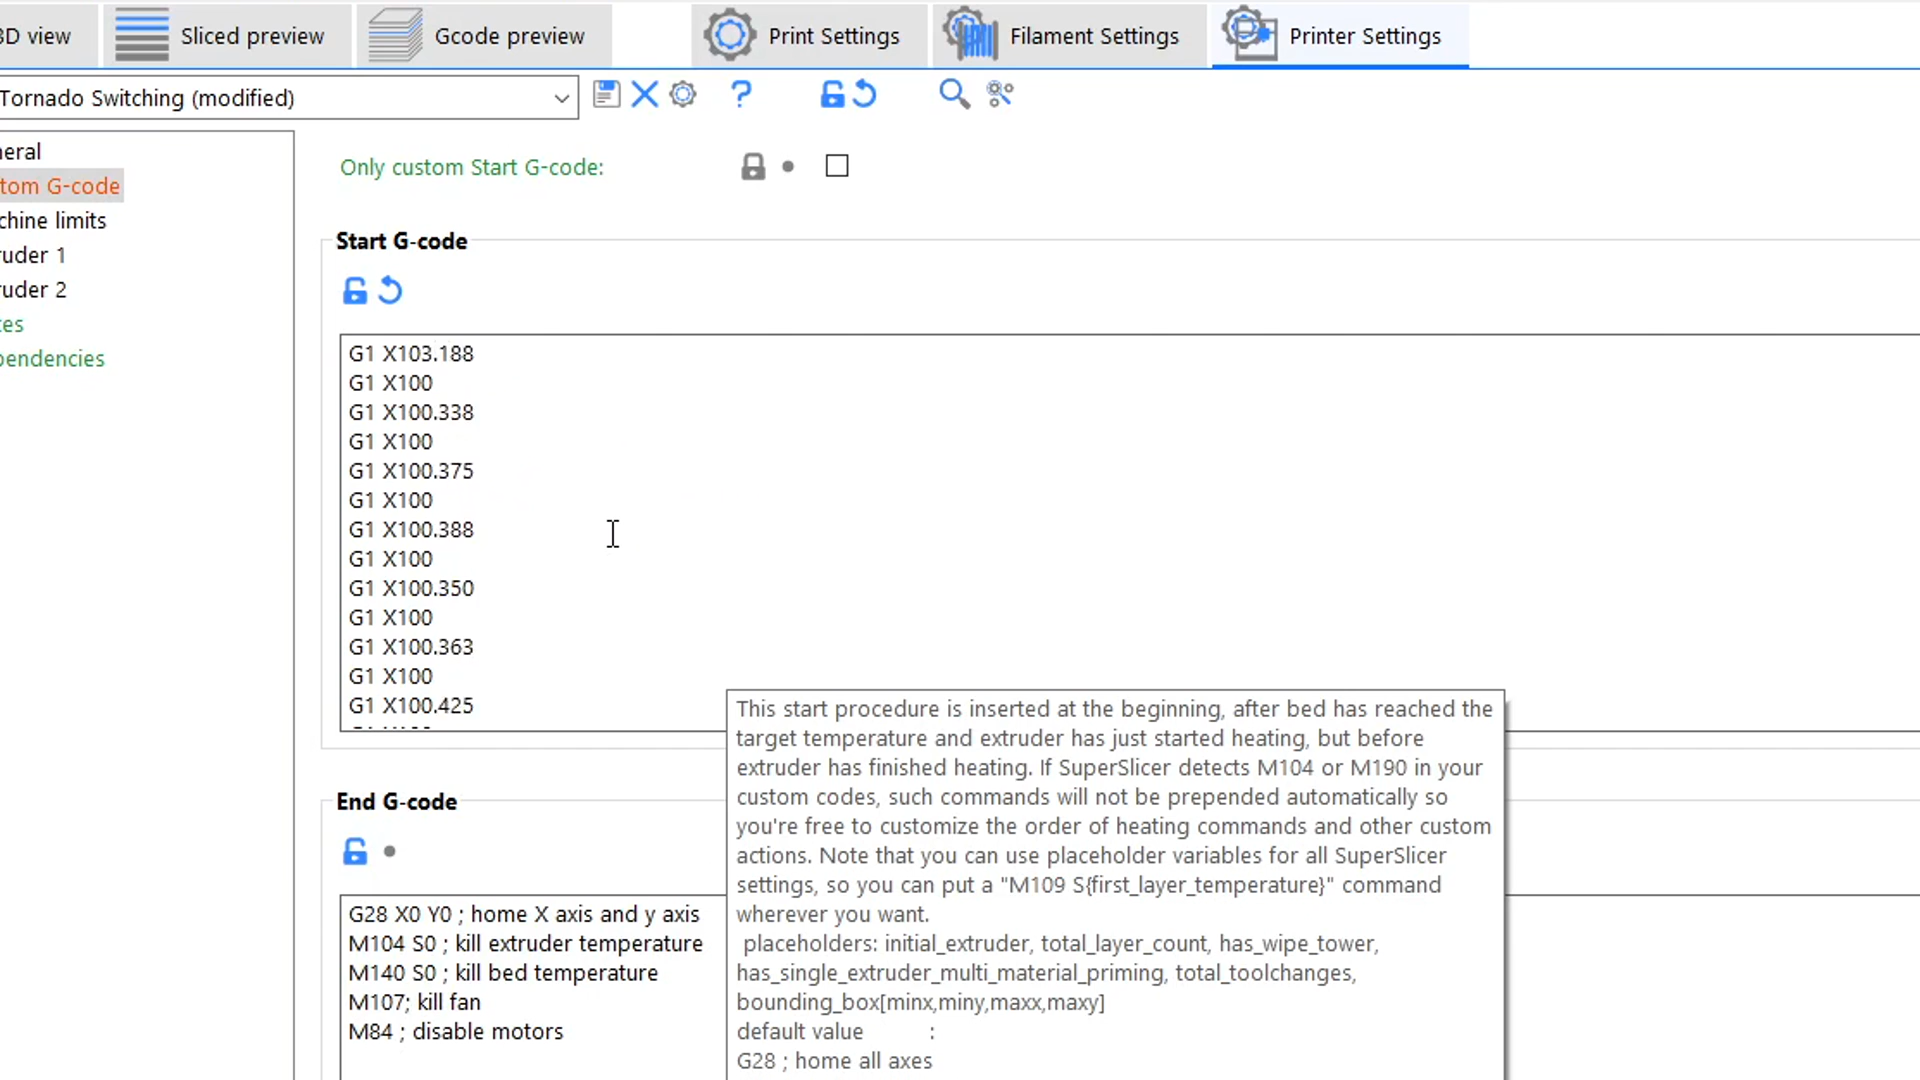 3D view
Sliced preview
Gcode preview
Print Settings
Filament Settings
Printer Settings
Tornado Switching (modified)
eral
tom G-code
chine limits
ruder 1
ruder 2
tes
pendencies
Only custom Start G-code:
Start G-code
G1 X103.188
G1 X100
G1 X100.338
G1 X100
G1 X100.375
G1 X100
G1 X100.388
G1 X100
G1 X100.350
G1 X100
G1 X100.363
G1 X100
G1 X100.425
End G-code
G28 X0 Y0 ; home X axis and y axis
M104 S0 ; kill extruder temperature
M140 S0 ; kill bed temperature
M107; kill fan
M84 ; disable motors
This start procedure is inserted at the beginning, after bed has reached the
target temperature and extruder has just started heating, but before
extruder has finished heating. If SuperSlicer detects M104 or M190 in your
custom codes, such commands will not be prepended automatically so
you're free to customize the order of heating commands and other custom
actions. Note that you can use placeholder variables for all SuperSlicer
settings, so you can put a "M109 S{first_layer_temperature}" command
wherever you want.
placeholders: initial_extruder, total_layer_count, has_wipe_tower,
has_single_extruder_multi_material_priming, total_toolchanges,
bounding_box[minx,miny,maxx,maxy]
default value :
G28 ; home all axes